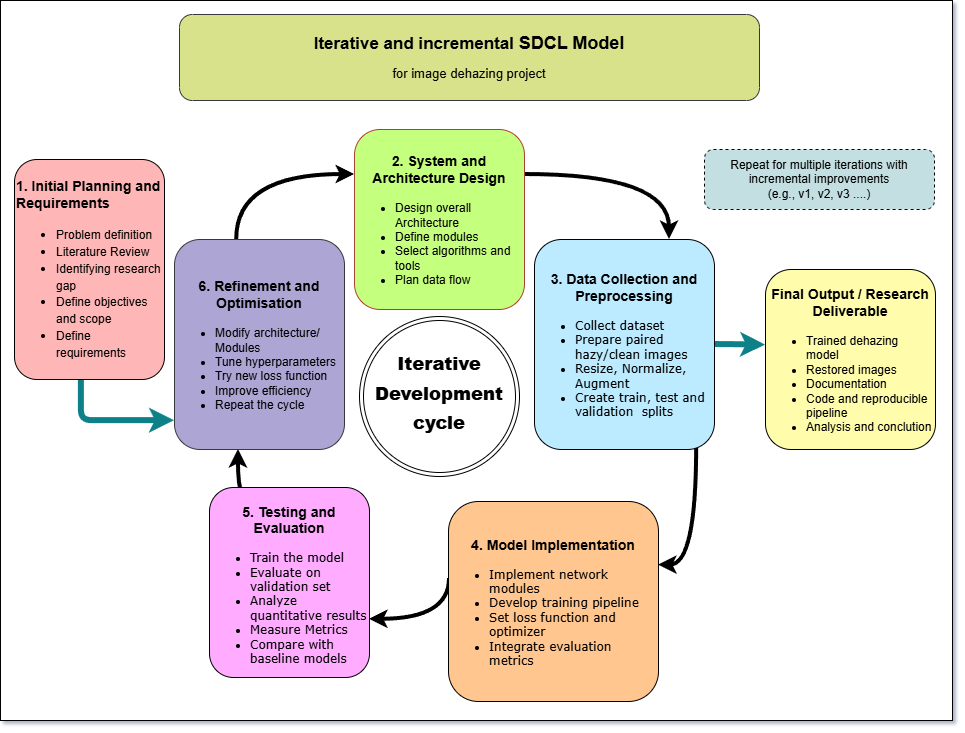 Iterative and incremental SDCL Model
for image dehazing project
1. Initial Planning and
Requirements
• Problem definition
• Literature Review
• Identifying research
gap
• Define objectives
and scope
• Define
requirements
2. System and
Architecture Design
• Design overall
Architecture
• Define modules
• Select algorithms and
tools
• Plan data flow
Repeat for multiple iterations with
incremental improvements
(e.g., v1, v2, v3 ....)
3. Data Collection and
Preprocessing
• Collect dataset
• Prepare paired
hazy/clean images
• Resize, Normalize,
Augment
• Create train, test and
validation splits
Final Output / Research
Deliverable
• Trained dehazing
model
• Restored images
• Documentation
• Code and reproducible
pipeline
• Analysis and conclution
6. Refinement and
Optimisation
• Modify architecture/
Modules
• Tune hyperparameters
• Try new loss function
• Improve efficiency
• Repeat the cycle
Iterative
Development
cycle
5. Testing and
Evaluation
• Train the model
• Evaluate on
validation set
• Analyze
quantitative results
• Measure Metrics
• Compare with
baseline models
4. Model Implementation
• Implement network
modules
• Develop training pipeline
• Set loss function and
optimizer
• Integrate evaluation
metrics